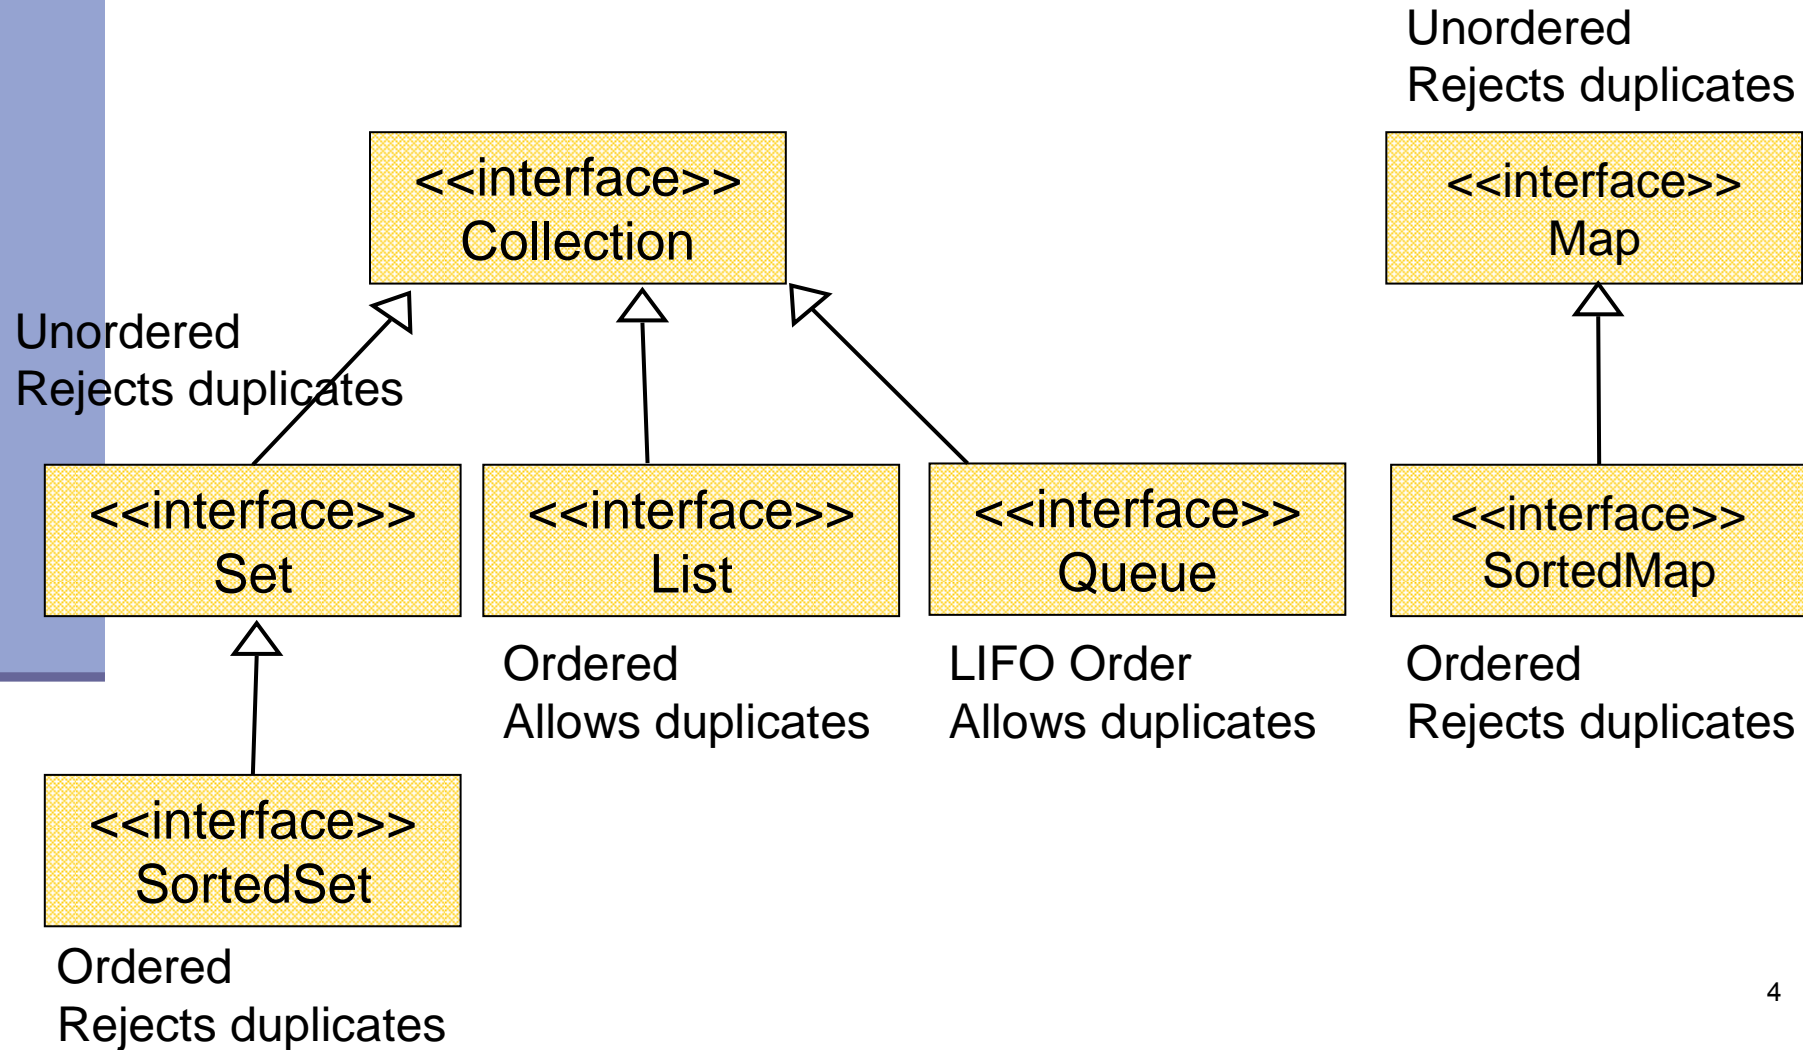 Unordered
Rejects duplicates
<<interface>>
Collection
<<interface>>
Map
Unordered
Rejects duplicates
<<interface>>
Set
<<interface>>
List
<<interface>>
Queue
<<interface>>
SortedMap
Ordered
Allows duplicates
LIFO Order
Allows duplicates
Ordered
Rejects duplicates
<<interface>>
SortedSet
Ordered
Rejects duplicates
4